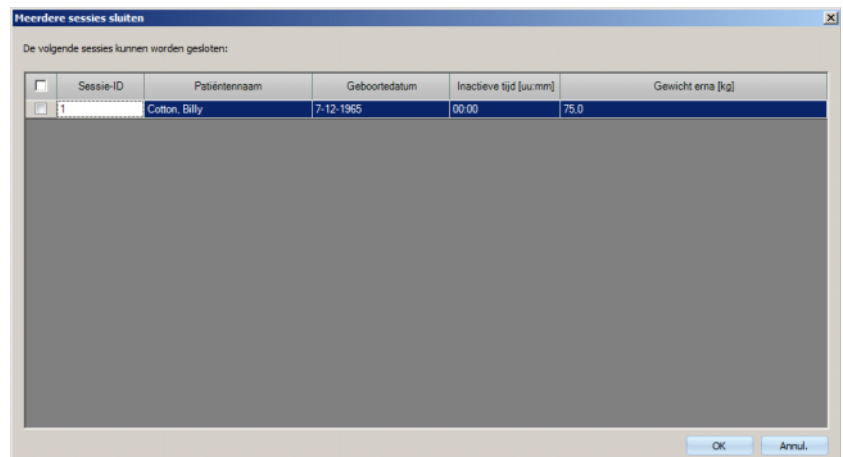 Meerdere sessies sluiten
De volgende sessies kunnen worden gesloten:
Sessie-ID Patiëntennaam Geboortedatum Inactieve tijd [uu:mm] Gewicht erna [kg]
1 Cotton, Billy 7-12-1965 00:00 75.0
OK Annul.